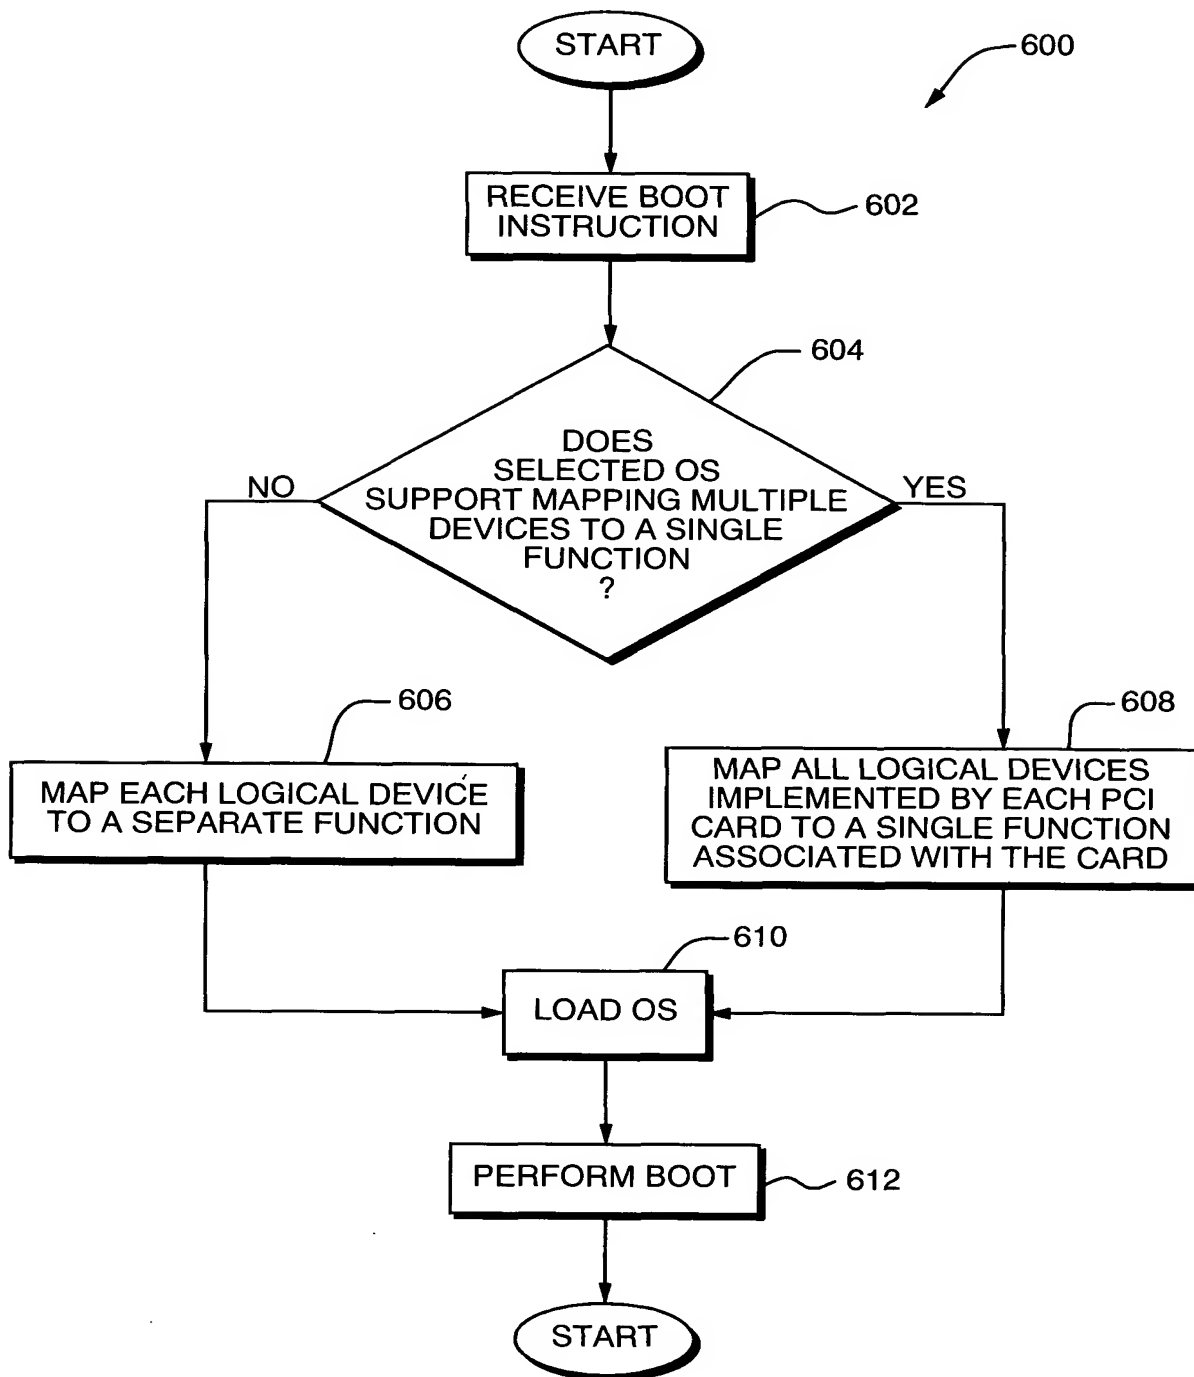 START
600
RECEIVE BOOT
INSTRUCTION
602
604
DOES
SELECTED OS
SUPPORT MAPPING MULTIPLE
DEVICES TO A SINGLE
FUNCTION
?
NO
YES
606
608
MAP EACH LOGICAL DEVICE
TO A SEPARATE FUNCTION
MAP ALL LOGICAL DEVICES
IMPLEMENTED BY EACH PCI
CARD TO A SINGLE FUNCTION
ASSOCIATED WITH THE CARD
610
LOAD OS
PERFORM BOOT
612
START